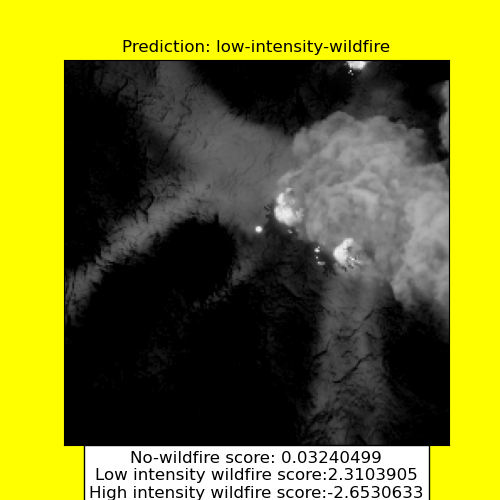 Prediction: low-intensity-wildfire
No-wildfire score: 0.03240499
Low intensity wildfire score:2.3103905
High intensity wildfire score:-2.6530633